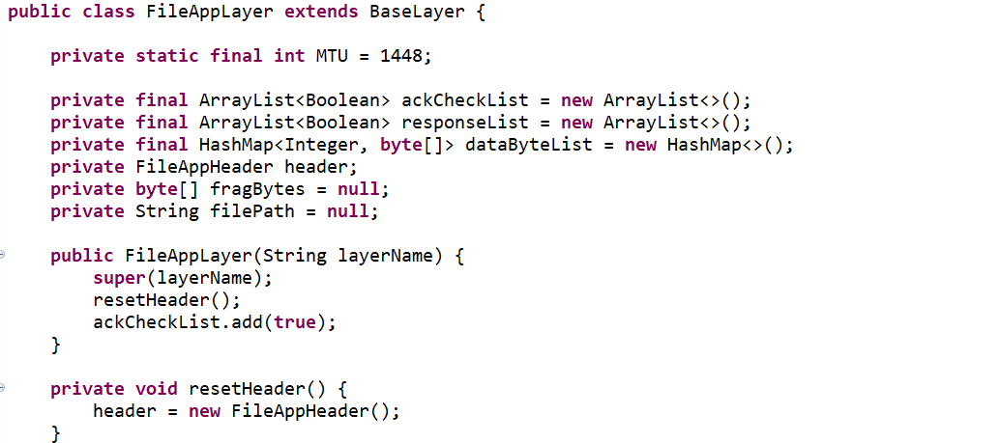 public class FileAppLayer extends BaseLayer {
private static final int MTU = 1448;
private final ArrayList<Boolean> ackCheckList = new ArrayList<>();
private final ArrayList<Boolean> responseList = new ArrayList<>();
private final HashMap<Integer, byte[]> dataByteList = new HashMap<>();
private FileAppHeader header;
private byte[] fragBytes = null;
private String filePath = null;
public FileAppLayer(String layerName) {
super(layerName);
resetHeader();
ackCheckList.add(true);
}
private void resetHeader() {
header = new FileAppHeader();
}